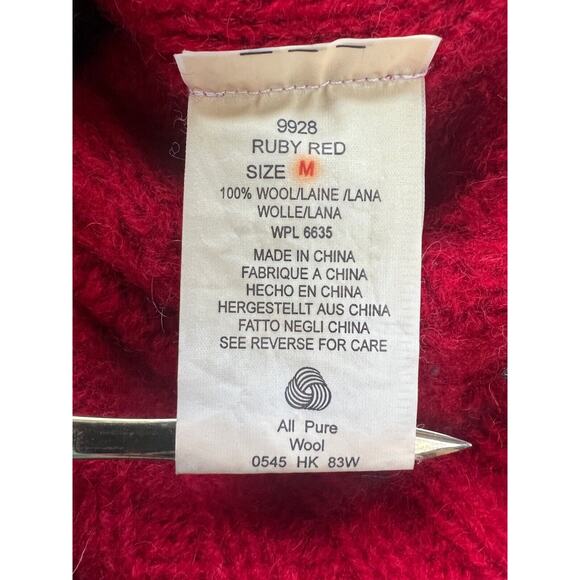 9928
RUBY RED
SIZE M
100% WOOL/LAINE /LANA
WOLLE/LANA
WPL 6635
MADE IN CHINA
FABRIQUE A CHINA
HECHO EN CHINA
HERGESTELLT AUS CHINA
FATTO NEGLI CHINA
SEE REVERSE FOR CARE
All Pure
Wool
0545 HK 83W